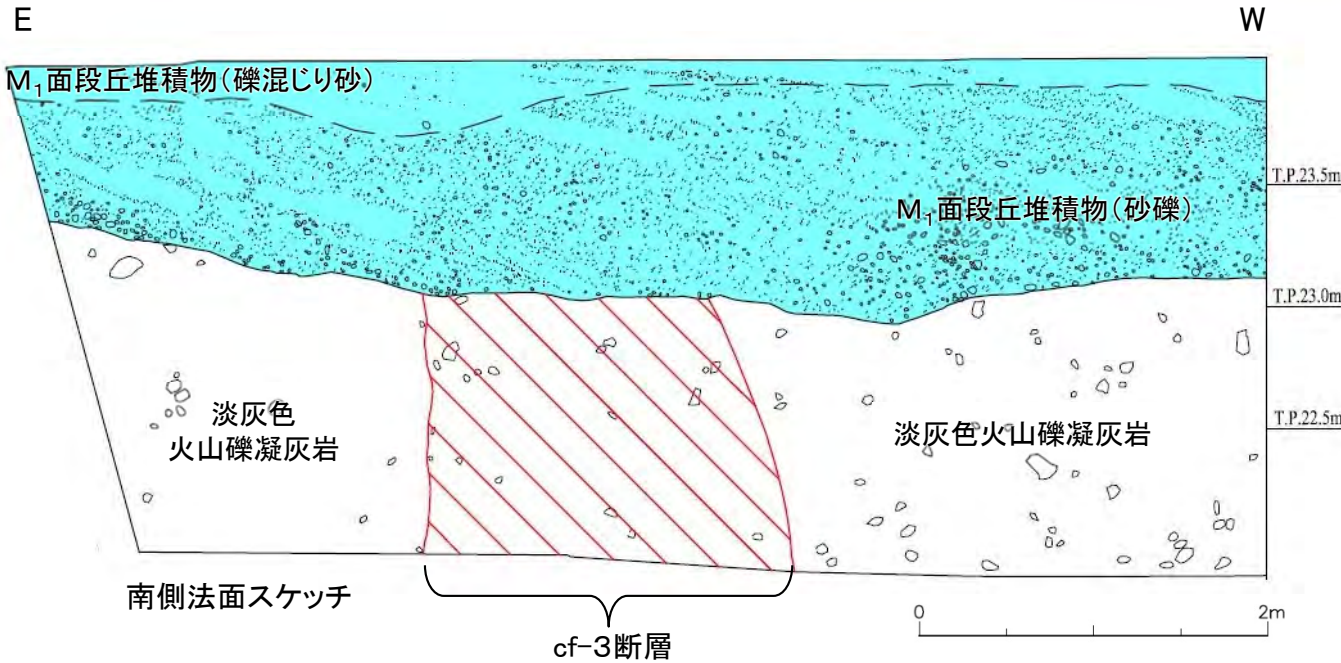 E
W
M₁面段丘堆積物(礫混じり砂)
T.P.23.5m
M₁面段丘堆積物(砂礫)
T.P.23.0m
淡灰色
火山礫凝灰岩
淡灰色火山礫凝灰岩
T.P.22.5m
南側法面スケッチ
0
2m
cf-3断層